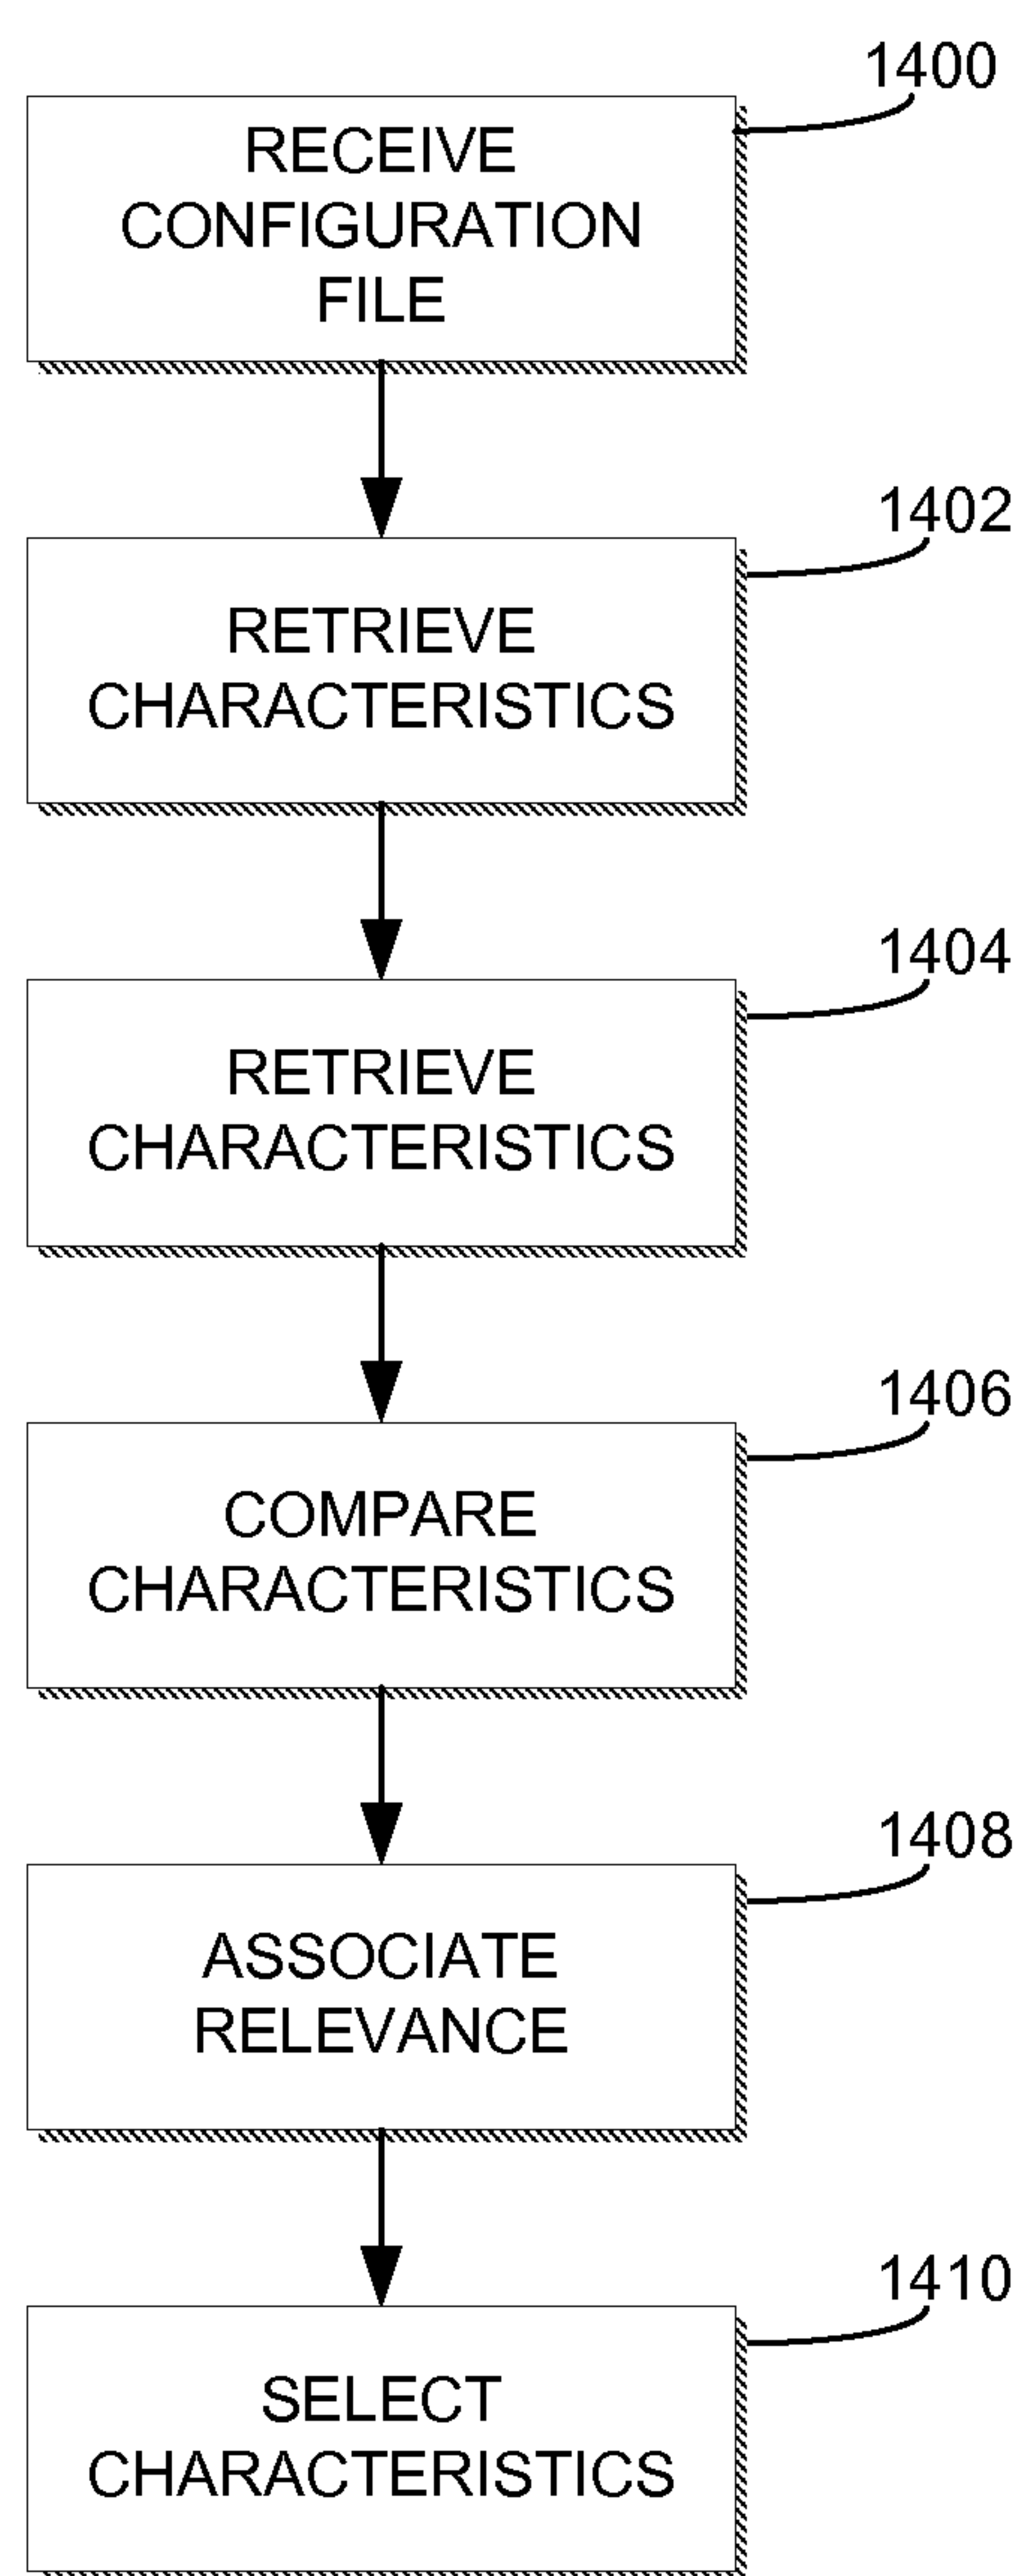 1400
RECEIVE
CONFIGURATION
FILE
1402
RETRIEVE
CHARACTERISTICS
1404
RETRIEVE
CHARACTERISTICS
1406
COMPARE
CHARACTERISTICS
1408
ASSOCIATE
RELEVANCE
1410
SELECT
CHARACTERISTICS